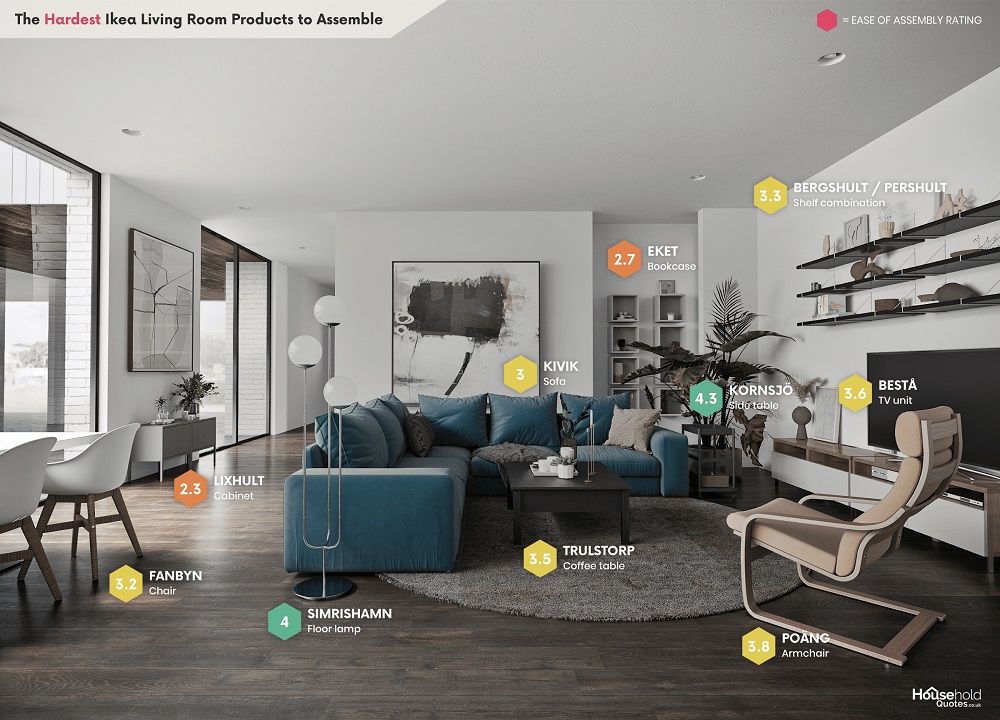 The Hardest Ikea Living Room Products to Assemble
= EASE OF ASSEMBLY RATING
3.3
BERGSHULT / PERSHULT
Shelf combination
2.7
EKET
Bookcase
3
KIVIK
Sofa
4.3
KORNSJÖ
Side table
3.6
BESTÅ
TV unit
2.3
LIXHULT
Cabinet
3.5
TRULSTORP
Coffee table
3.2
FANBYN
Chair
4
SIMRISHAMN
Floor lamp
3.8
POÄNG
Armchair
Household
Quotes.co.uk